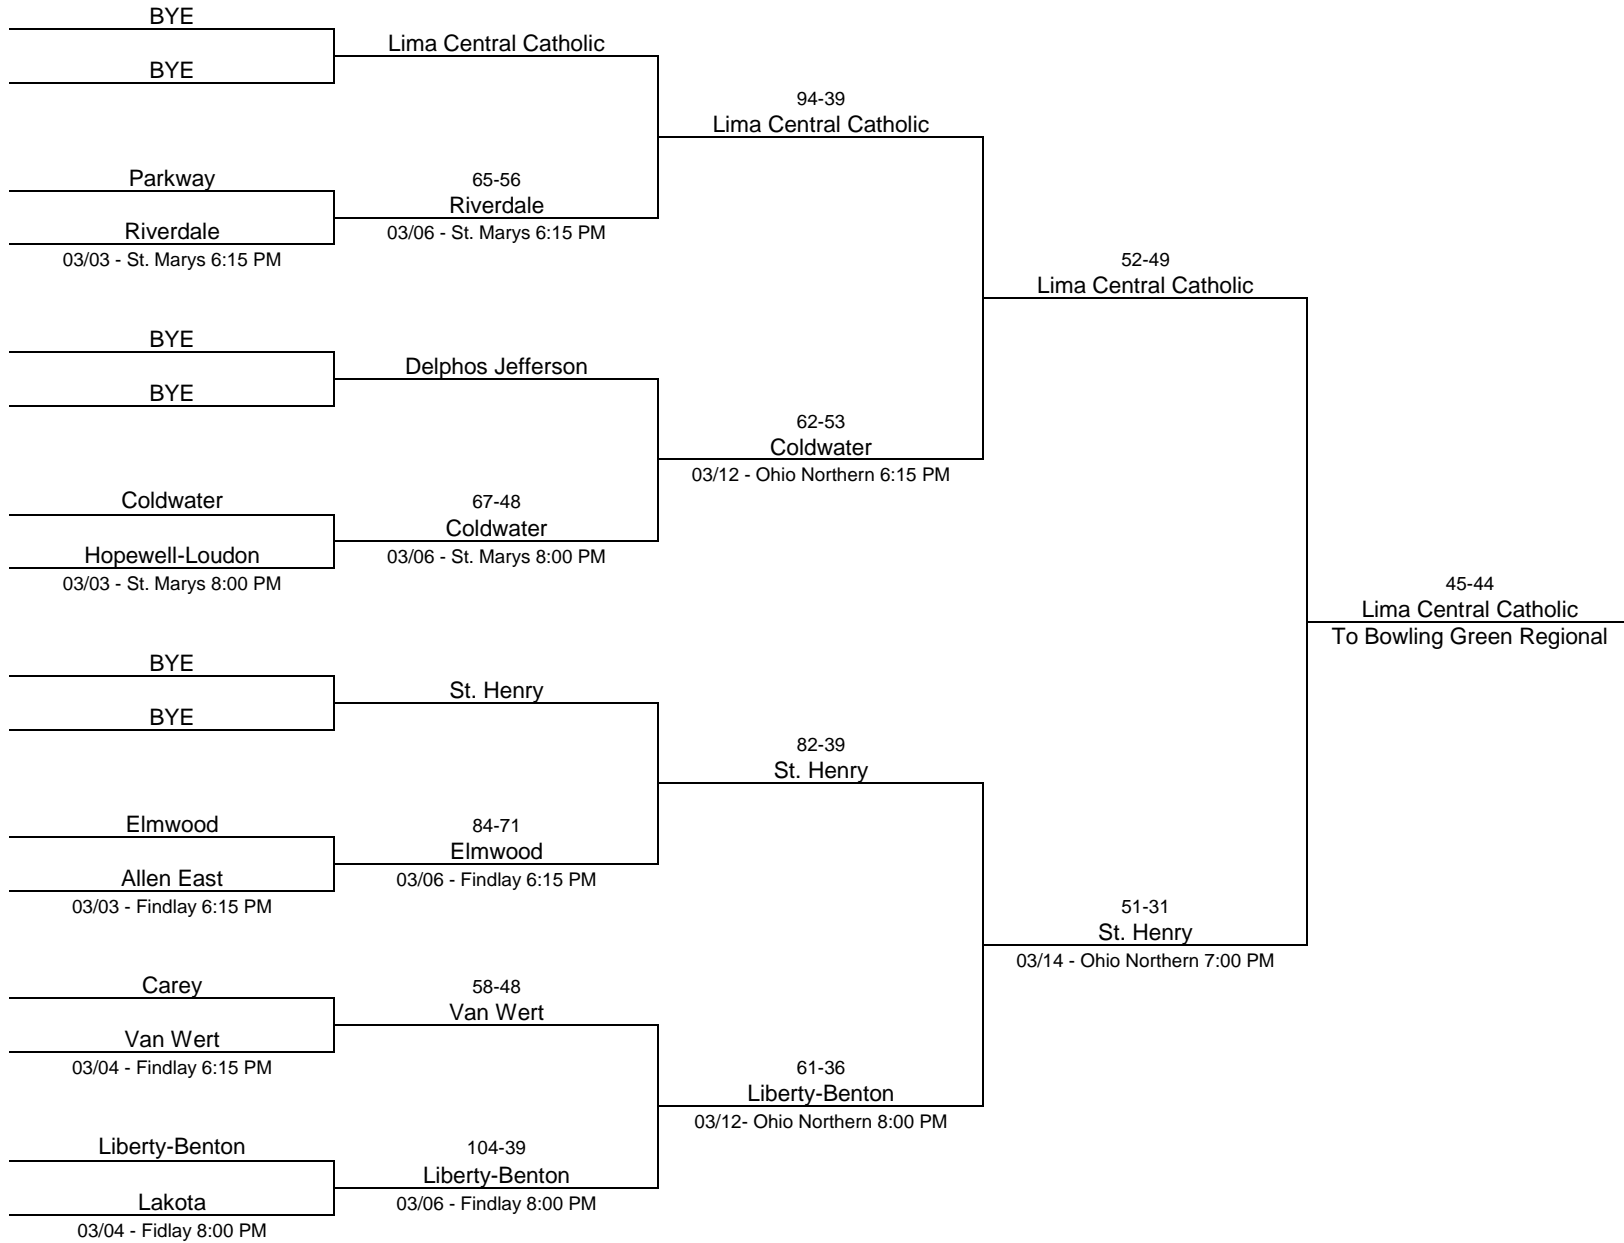 BYE
BYE
Parkway
Riverdale
03/03 - St. Marys 6:15 PM
BYE
BYE
Coldwater
Hopewell-Loudon
03/03 - St. Marys 8:00 PM
BYE
BYE
Elmwood
Allen East
03/03 - Findlay 6:15 PM
Carey
Van Wert
03/04 - Findlay 6:15 PM
Liberty-Benton
Lakota
03/04 - Fidlay 8:00 PM
Lima Central Catholic
65-56
Riverdale
03/06 - St. Marys 6:15 PM
Delphos Jefferson
67-48
Coldwater
03/06 - St. Marys 8:00 PM
St. Henry
84-71
Elmwood
03/06 - Findlay 6:15 PM
58-48
Van Wert
104-39
Liberty-Benton
03/06 - Findlay 8:00 PM
94-39
Lima Central Catholic
62-53
Coldwater
03/12 - Ohio Northern 6:15 PM
82-39
St. Henry
61-36
Liberty-Benton
03/12- Ohio Northern 8:00 PM
52-49
Lima Central Catholic
51-31
St. Henry
03/14 - Ohio Northern 7:00 PM
45-44
Lima Central Catholic
To Bowling Green Regional